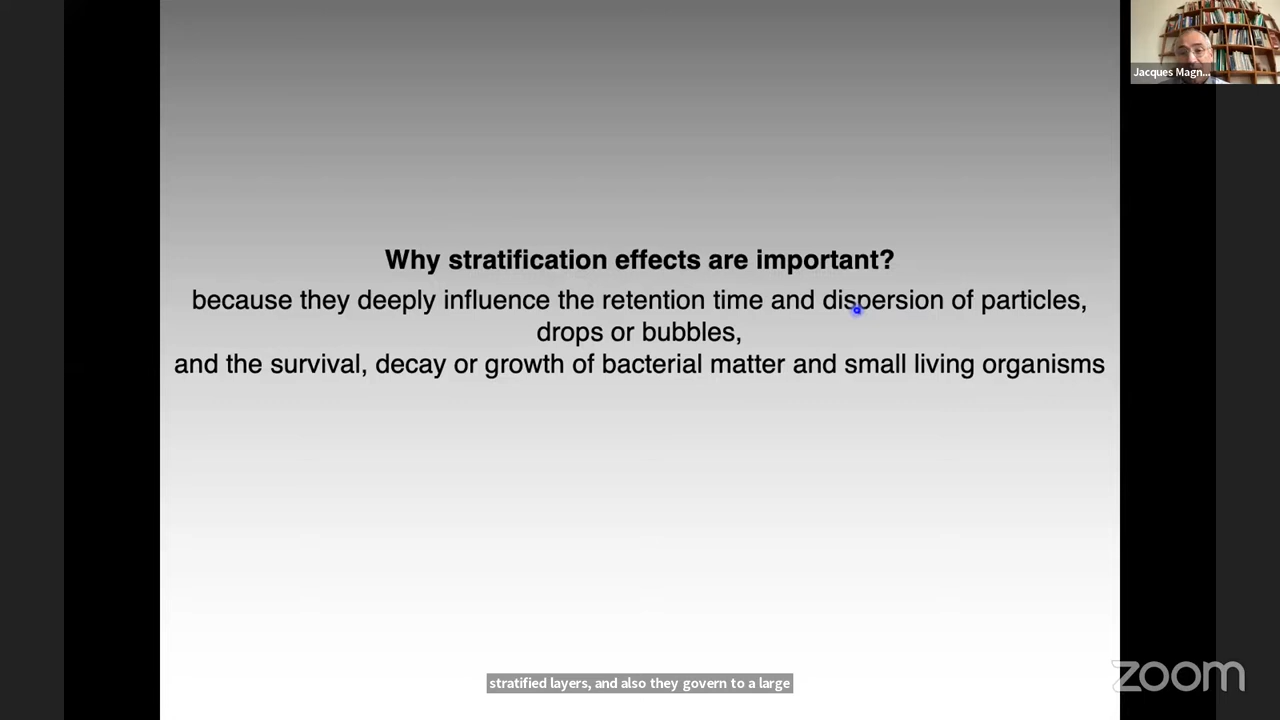 Jacques Magn...
Why stratification effects are important?
because they deeply influence the retention time and dispersion of particles,
drops or bubbles,
and the survival, decay or growth of bacterial matter and small living organisms
stratified layers, and also they govern to a large
zoom